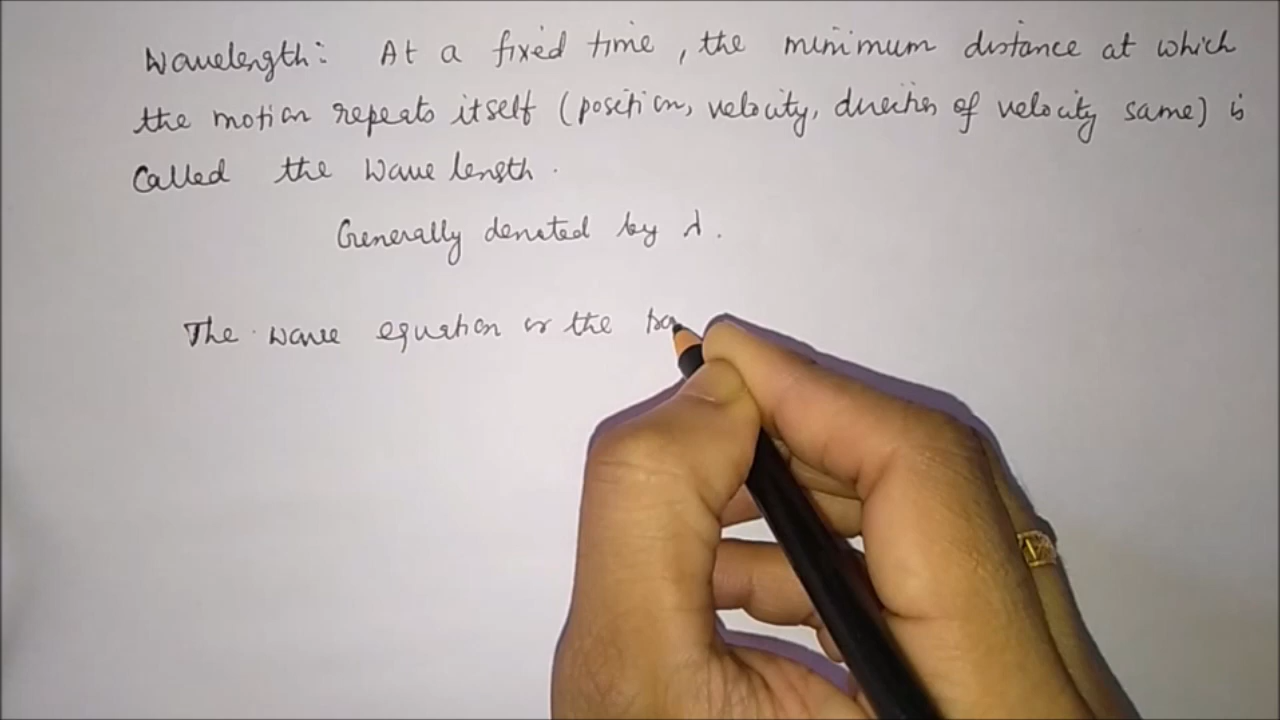 Wavelength: At a fixed time, the minimum distance at which
the motion repeats itself (position, velocity, direction of velocity same) is
Called the Wave length.
Generally denoted by λ.
The wave equation or the